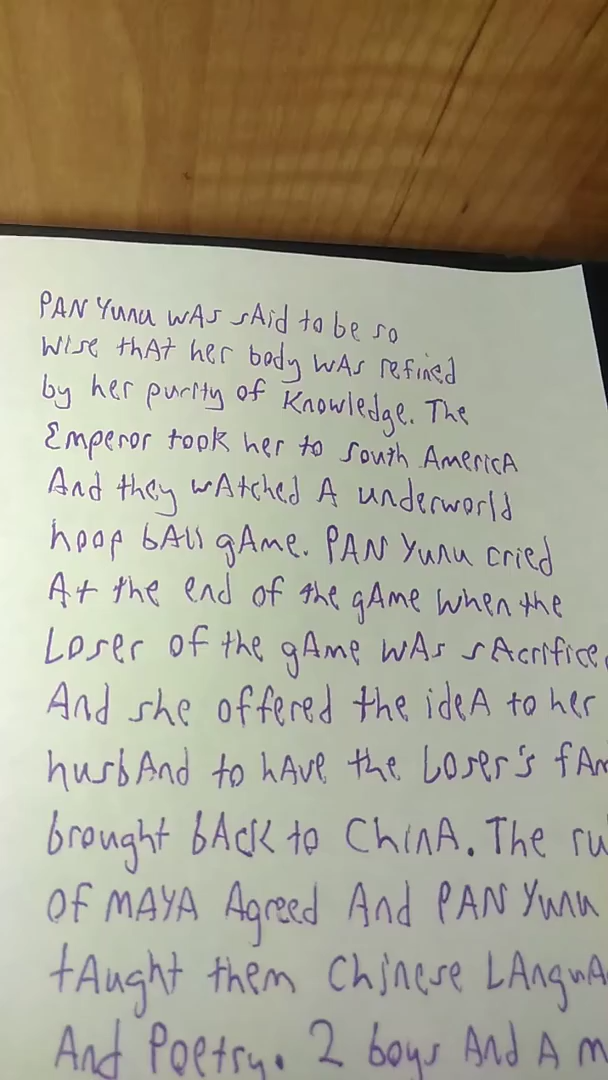 PAN YUNU WAS SAid to be so
Wise thAT her body WAS refined
by her purity of Knowledge. The
Emperor took her to South AmericA
And they wAtched A underworld
hoop bAll gAme. PAN YUNU cried
At the end of the gAme when the
Loser of the gAme WAS SAcrifice
And she offered the ideA to her
husbAnd to hAve the Loser's fAm
brought bAck to ChinA. The ru
Of MAYA Agreed And PAN YUNU
tAught them Chinese LAnguA
And Poetry. 2 boys And A m